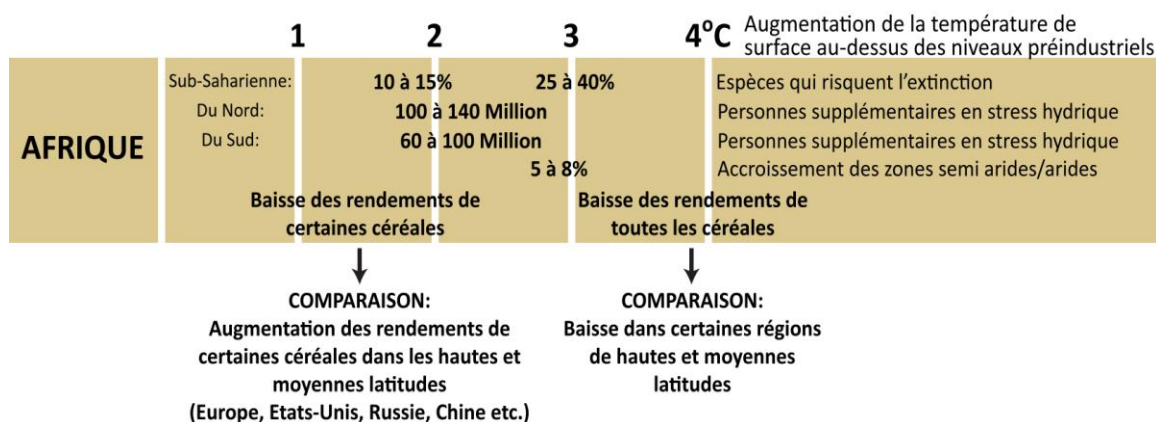 1 2 3 4°C Augmentation de la température de
surface au-dessus des niveaux préindustriels
AFRIQUE
Sub-Saharienne: 10 à 15% 25 à 40% Espèces qui risquent l'extinction
Du Nord: 100 à 140 Million Personnes supplémentaires en stress hydrique
Du Sud: 60 à 100 Million Personnes supplémentaires en stress hydrique
5 à 8% Accroissement des zones semi arides/arides
Baisse des rendements de
certaines céréales
Baisse des rendements de
toutes les céréales
COMPARAISON:
Augmentation des rendements de
certaines céréales dans les hautes et
moyennes latitudes
(Europe, Etats-Unis, Russie, Chine etc.)
COMPARAISON:
Baisse dans certaines régions
de hautes et moyennes
latitudes